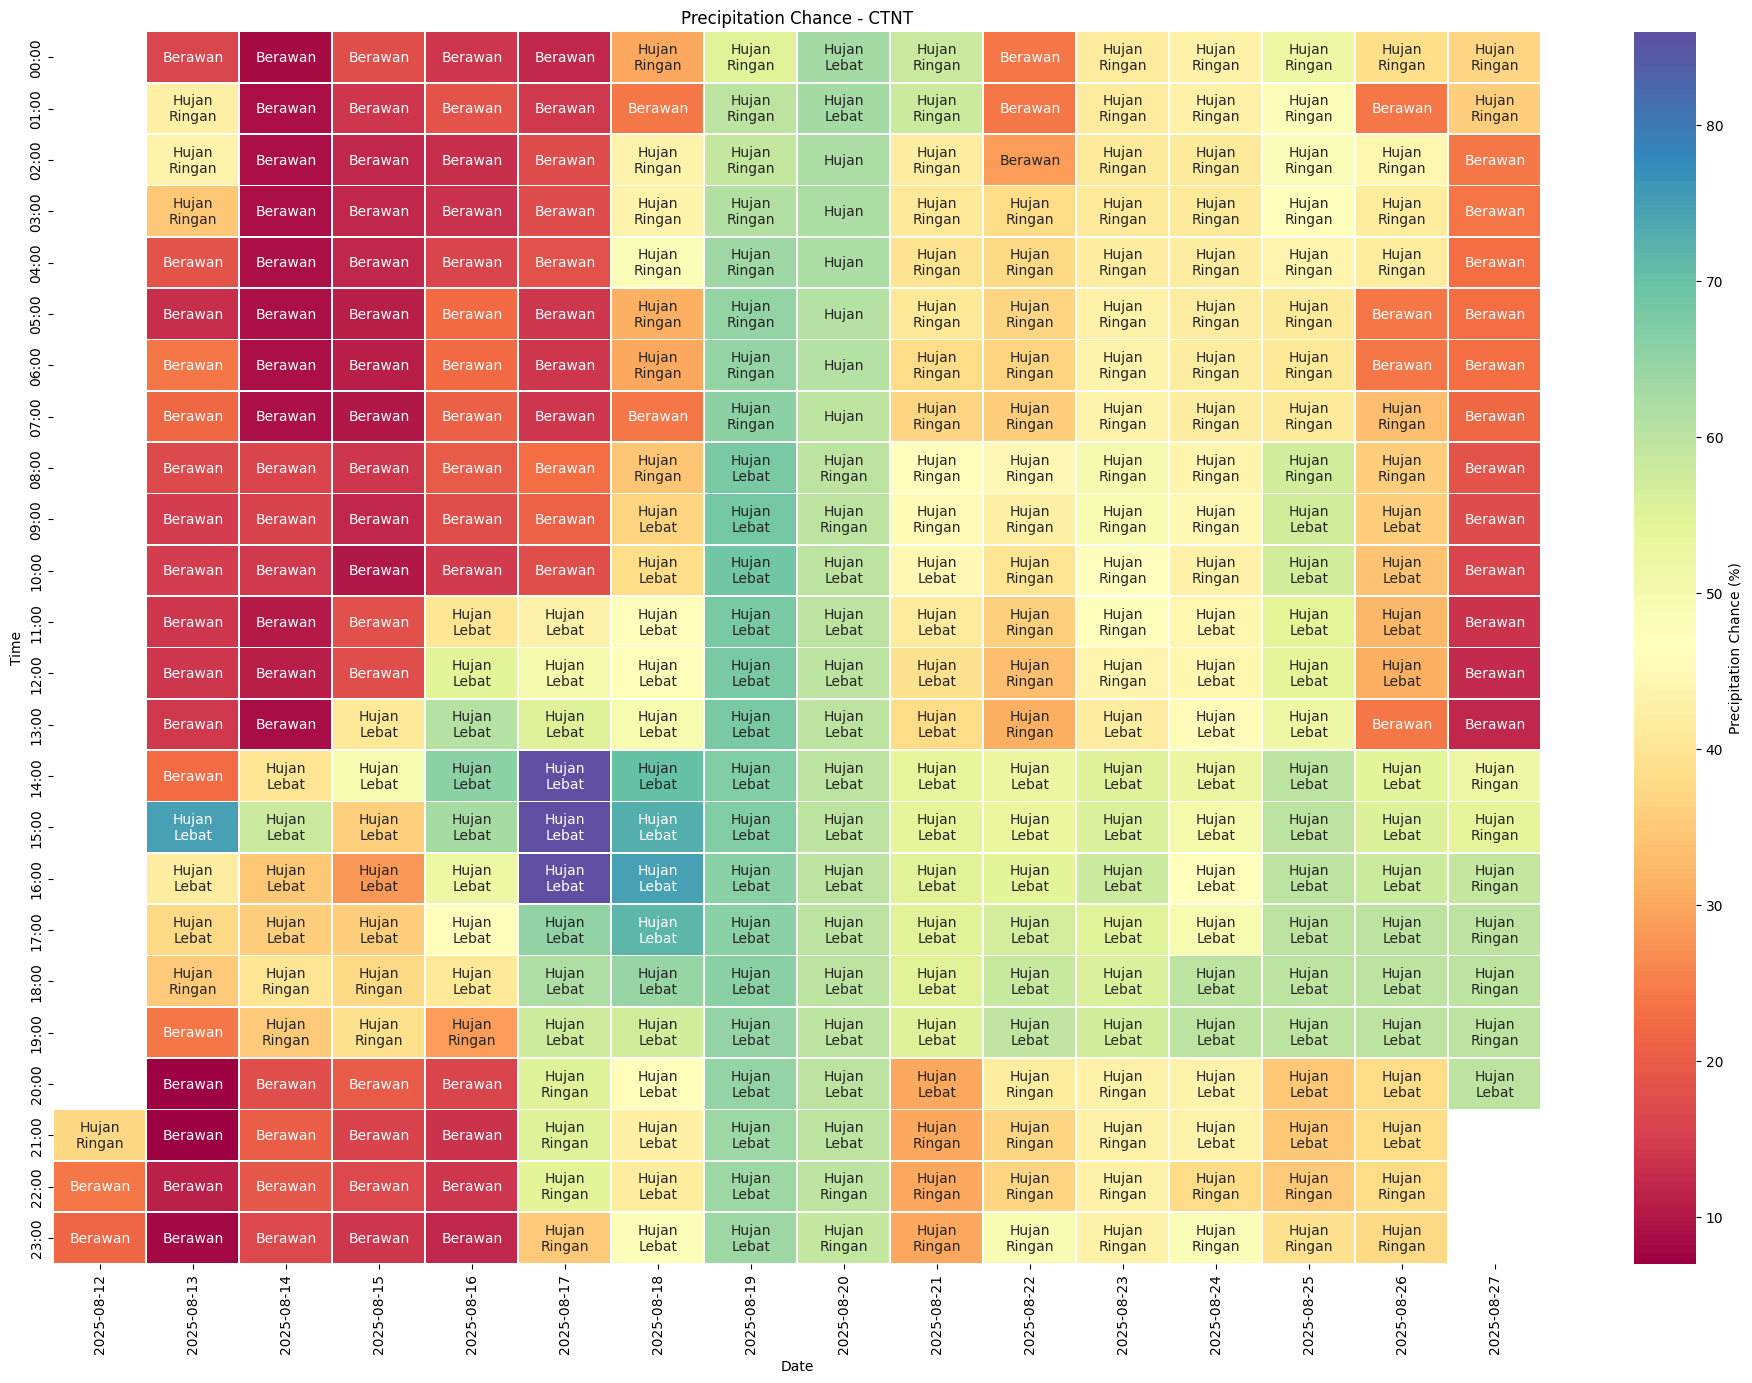 Precipitation Chance - CTNT
00:00 Berawan Berawan Berawan Berawan Berawan Hujan Ringan Hujan Ringan Hujan Lebat Hujan Ringan Berawan Hujan Ringan Hujan Ringan Hujan Ringan Hujan Ringan Hujan Ringan
01:00 Hujan Ringan Berawan Berawan Berawan Berawan Berawan Hujan Ringan Hujan Lebat Hujan Ringan Berawan Hujan Ringan Hujan Ringan Hujan Ringan Berawan Hujan Ringan
02:00 Hujan Ringan Berawan Berawan Berawan Berawan Hujan Ringan Hujan Ringan Hujan Hujan Ringan Berawan Hujan Ringan Hujan Ringan Hujan Ringan Hujan Ringan Berawan
03:00 Hujan Ringan Berawan Berawan Berawan Berawan Hujan Ringan Hujan Ringan Hujan Hujan Ringan Hujan Ringan Hujan Ringan Hujan Ringan Hujan Ringan Hujan Ringan Berawan
04:00 Berawan Berawan Berawan Berawan Berawan Hujan Ringan Hujan Ringan Hujan Hujan Ringan Hujan Ringan Hujan Ringan Hujan Ringan Hujan Ringan Hujan Ringan Berawan
05:00 Berawan Berawan Berawan Berawan Berawan Hujan Ringan Hujan Ringan Hujan Hujan Ringan Hujan Ringan Hujan Ringan Hujan Ringan Hujan Ringan Berawan Berawan
06:00 Berawan Berawan Berawan Berawan Berawan Hujan Ringan Hujan Ringan Hujan Hujan Ringan Hujan Ringan Hujan Ringan Hujan Ringan Hujan Ringan Berawan Berawan
07:00 Berawan Berawan Berawan Berawan Berawan Berawan Hujan Ringan Hujan Hujan Ringan Hujan Ringan Hujan Ringan Hujan Ringan Hujan Ringan Hujan Ringan Berawan
08:00 Berawan Berawan Berawan Berawan Berawan Hujan Ringan Hujan Lebat Hujan Ringan Hujan Ringan Hujan Ringan Hujan Ringan Hujan Ringan Hujan Ringan Hujan Ringan Berawan
09:00 Berawan Berawan Berawan Berawan Berawan Hujan Lebat Hujan Lebat Hujan Ringan Hujan Ringan Hujan Ringan Hujan Ringan Hujan Ringan Hujan Lebat Hujan Lebat Berawan
10:00 Berawan Berawan Berawan Berawan Berawan Hujan Lebat Hujan Lebat Hujan Lebat Hujan Lebat Hujan Ringan Hujan Ringan Hujan Ringan Hujan Lebat Hujan Lebat Berawan
11:00 Berawan Berawan Berawan Hujan Lebat Hujan Lebat Hujan Lebat Hujan Lebat Hujan Lebat Hujan Lebat Hujan Ringan Hujan Ringan Hujan Lebat Hujan Lebat Hujan Lebat Berawan
12:00 Berawan Berawan Berawan Hujan Lebat Hujan Lebat Hujan Lebat Hujan Lebat Hujan Lebat Hujan Lebat Hujan Ringan Hujan Ringan Hujan Lebat Hujan Lebat Hujan Lebat Berawan
13:00 Berawan Berawan Hujan Lebat Hujan Lebat Hujan Lebat Hujan Lebat Hujan Lebat Hujan Lebat Hujan Lebat Hujan Ringan Hujan Lebat Hujan Lebat Hujan Lebat Berawan Berawan
14:00 Berawan Hujan Lebat Hujan Lebat Hujan Lebat Hujan Lebat Hujan Lebat Hujan Lebat Hujan Lebat Hujan Lebat Hujan Lebat Hujan Lebat Hujan Lebat Hujan Lebat Hujan Lebat Hujan Ringan
15:00 Hujan Lebat Hujan Lebat Hujan Lebat Hujan Lebat Hujan Lebat Hujan Lebat Hujan Lebat Hujan Lebat Hujan Lebat Hujan Lebat Hujan Lebat Hujan Lebat Hujan Lebat Hujan Lebat Hujan Ringan
16:00 Hujan Lebat Hujan Lebat Hujan Lebat Hujan Lebat Hujan Lebat Hujan Lebat Hujan Lebat Hujan Lebat Hujan Lebat Hujan Lebat Hujan Lebat Hujan Lebat Hujan Lebat Hujan Lebat Hujan Ringan
17:00 Hujan Lebat Hujan Lebat Hujan Lebat Hujan Lebat Hujan Lebat Hujan Lebat Hujan Lebat Hujan Lebat Hujan Lebat Hujan Lebat Hujan Lebat Hujan Lebat Hujan Lebat Hujan Lebat Hujan Ringan
18:00 Hujan Ringan Hujan Ringan Hujan Ringan Hujan Lebat Hujan Lebat Hujan Lebat Hujan Lebat Hujan Lebat Hujan Lebat Hujan Lebat Hujan Lebat Hujan Lebat Hujan Lebat Hujan Lebat Hujan Ringan
19:00 Berawan Hujan Ringan Hujan Ringan Hujan Ringan Hujan Lebat Hujan Lebat Hujan Lebat Hujan Lebat Hujan Lebat Hujan Lebat Hujan Lebat Hujan Lebat Hujan Lebat Hujan Lebat Hujan Ringan
20:00 Berawan Berawan Berawan Berawan Hujan Ringan Hujan Lebat Hujan Lebat Hujan Lebat Hujan Lebat Hujan Ringan Hujan Ringan Hujan Lebat Hujan Lebat Hujan Lebat Hujan Lebat
21:00 Hujan Ringan Berawan Berawan Berawan Berawan Hujan Ringan Hujan Lebat Hujan Lebat Hujan Lebat Hujan Ringan Hujan Ringan Hujan Ringan Hujan Lebat Hujan Lebat Hujan Lebat
22:00 Berawan Berawan Berawan Berawan Berawan Hujan Ringan Hujan Lebat Hujan Lebat Hujan Ringan Hujan Ringan Hujan Ringan Hujan Ringan Hujan Ringan Hujan Ringan Hujan Ringan
23:00 Berawan Berawan Berawan Berawan Berawan Hujan Ringan Hujan Lebat Hujan Lebat Hujan Ringan Hujan Ringan Hujan Ringan Hujan Ringan Hujan Ringan Hujan Ringan Hujan Ringan
Time
2025-08-12 2025-08-13 2025-08-14 2025-08-15 2025-08-16 2025-08-17 2025-08-18 2025-08-19 2025-08-20 2025-08-21 2025-08-22 2025-08-23 2025-08-24 2025-08-25 2025-08-26 2025-08-27
Date
80
70
60
50
40
30
20
10
Precipitation Chance (%)